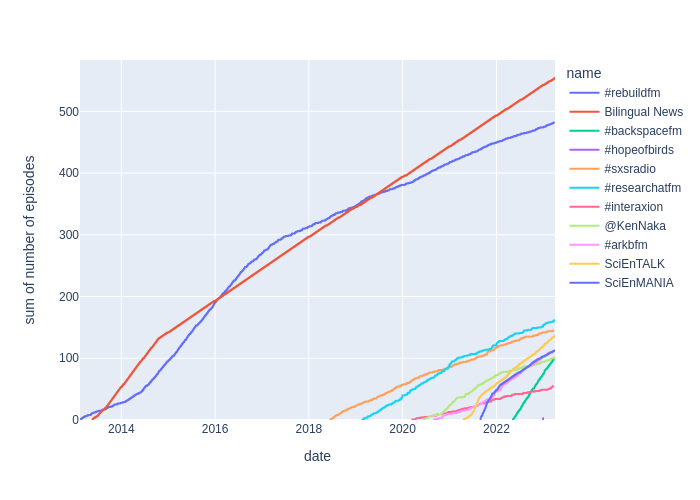 name
#rebuildfm
Bilingual News
#backspacefm
#hopeofbirds
#sxsradio
#researchatfm
#interaxion
@KenNaka
#arkbfm
SciEnTALK
SciEnMANIA
500
400
300
200
100
0
sum of number of episodes
2014 2016 2018 2020 2022
date